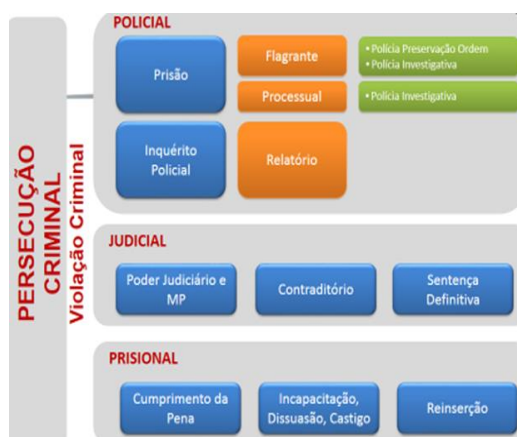 PERSECUÇÃO
CRIMINAL
Violação Criminal
POLICIAL
Prisão
Flagrante
• Polícia Preservação Ordem
• Polícia Investigativa
Processual
• Polícia Investigativa
Inquérito
Policial
Relatório
JUDICIAL
Poder Judiciário e
MP
Contraditório
Sentença
Definitiva
PRISIONAL
Cumprimento da
Pena
Incapacitação,
Dissuasão, Castigo
Reinserção